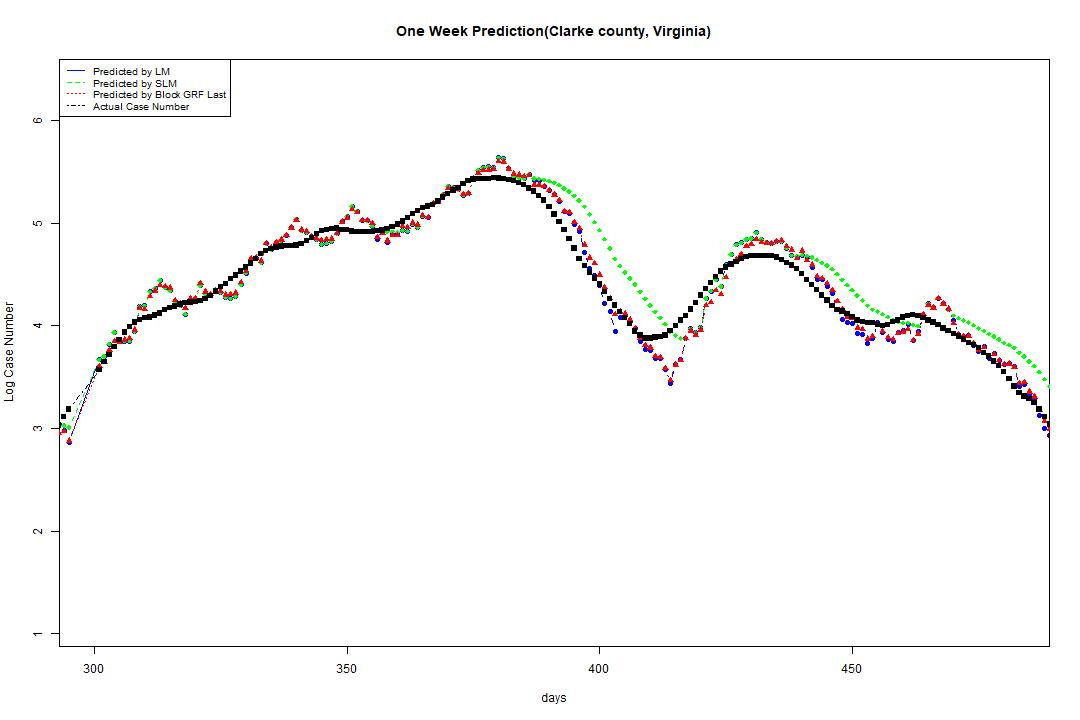 One Week Prediction(Clarke county, Virginia)
Predicted by LM
Predicted by SLM
Predicted by Block GRF Last
Actual Case Number
6
5
4
3
2
1
Log Case Number
300 350 400 450
days